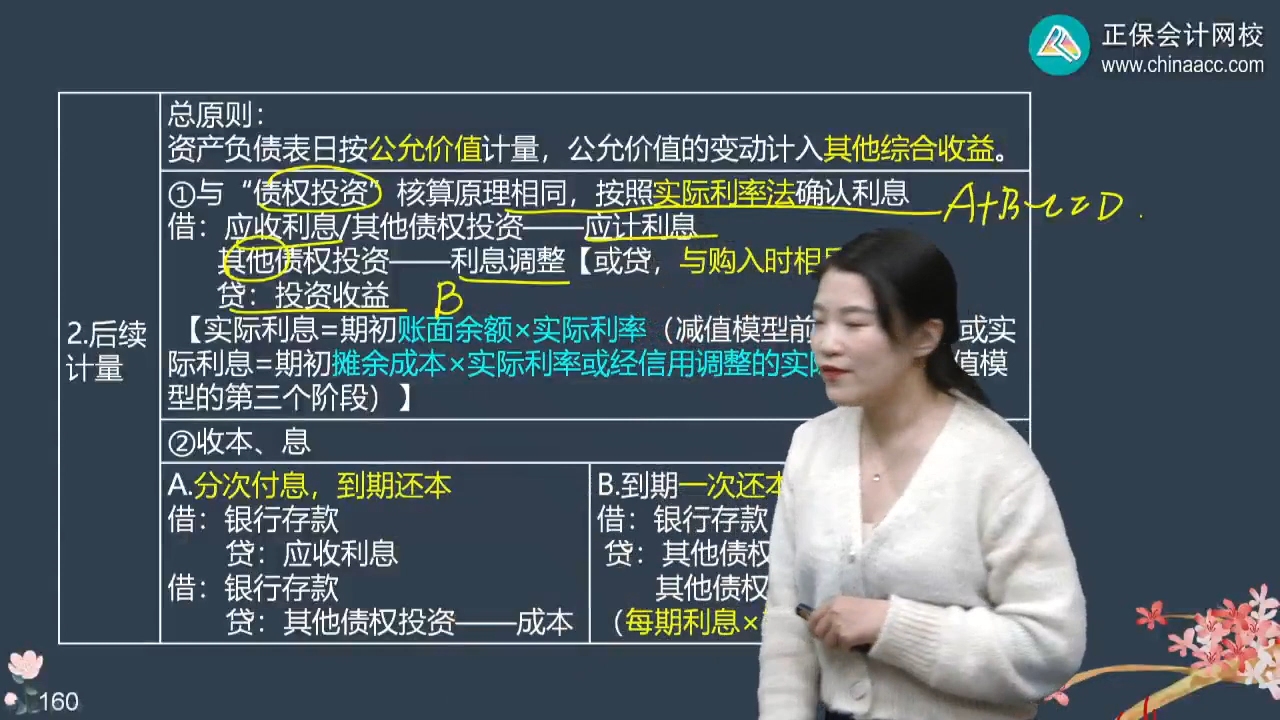 正保会计网校
www.chinaacc.com
总原则：
资产负债表日按公允价值计量，公允价值的变动计入其他综合收益。
①与“债权投资”核算原理相同，按照实际利率法确认利息
A+B-C=D
借：应收利息/其他债权投资——应计利息
其他债权投资——利息调整【或贷，与购入时相
贷：投资收益
B
2.后续计量
【实际利息=期初账面余额×实际利率（减值模型前 或实
际利息=期初摊余成本×实际利率或经信用调整的实 值模
型的第三个阶段）】
②收本、息
A.分次付息，到期还本
借：银行存款
贷：应收利息
借：银行存款
贷：其他债权投资——成本
B.到期一次还本
借：银行存款
贷：其他债权
其他债权
（每期利息×
160